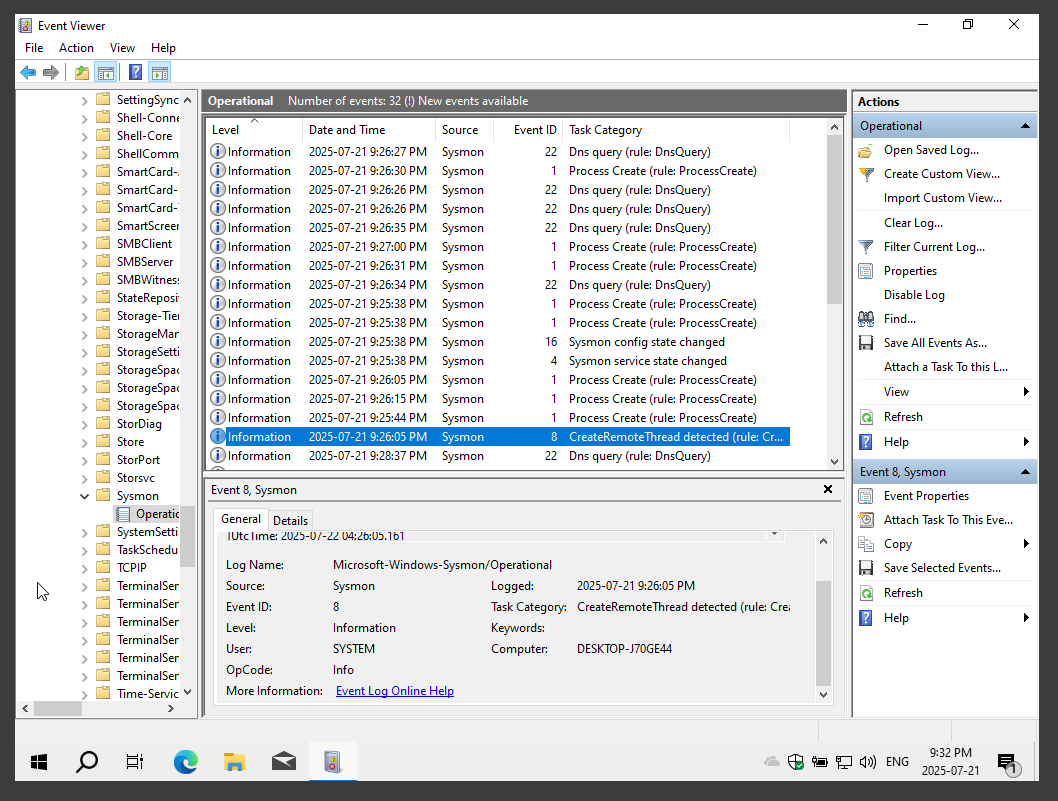 Event Viewer
File Action View Help
SettingSync
Shell-Conne
Shell-Core
ShellComm
SmartCard-
SmartCard-
SmartCard-
SmartScreen
SMBClient
SMBServer
SMBWitness
StateReposi
Storage-Tier
StorageMan
StorageSetti
StorageSpac
StorageSpac
StorageSpac
StorDiag
Store
StorPort
Storsvc
Sysmon
Operatic
SystemSetti
TaskSchedu
TCPIP
TerminalSer
TerminalSer
TerminalSer
TerminalSer
TerminalSer
TerminalSer
Time-Servic
Operational Number of events: 32 (!) New events available
Level Date and Time Source Event ID Task Category
Information 2025-07-21 9:26:27 PM Sysmon 22 Dns query (rule: DnsQuery)
Information 2025-07-21 9:26:30 PM Sysmon 1 Process Create (rule: ProcessCreate)
Information 2025-07-21 9:26:26 PM Sysmon 22 Dns query (rule: DnsQuery)
Information 2025-07-21 9:26:26 PM Sysmon 22 Dns query (rule: DnsQuery)
Information 2025-07-21 9:26:35 PM Sysmon 22 Dns query (rule: DnsQuery)
Information 2025-07-21 9:27:00 PM Sysmon 1 Process Create (rule: ProcessCreate)
Information 2025-07-21 9:26:31 PM Sysmon 1 Process Create (rule: ProcessCreate)
Information 2025-07-21 9:26:34 PM Sysmon 22 Dns query (rule: DnsQuery)
Information 2025-07-21 9:25:38 PM Sysmon 1 Process Create (rule: ProcessCreate)
Information 2025-07-21 9:25:38 PM Sysmon 1 Process Create (rule: ProcessCreate)
Information 2025-07-21 9:25:38 PM Sysmon 16 Sysmon config state changed
Information 2025-07-21 9:25:38 PM Sysmon 4 Sysmon service state changed
Information 2025-07-21 9:26:05 PM Sysmon 1 Process Create (rule: ProcessCreate)
Information 2025-07-21 9:26:15 PM Sysmon 1 Process Create (rule: ProcessCreate)
Information 2025-07-21 9:25:44 PM Sysmon 1 Process Create (rule: ProcessCreate)
Information 2025-07-21 9:26:05 PM Sysmon 8 CreateRemoteThread detected (rule: Cr...
Information 2025-07-21 9:28:37 PM Sysmon 22 Dns query (rule: DnsQuery)
Event 8, Sysmon
General Details
UtcTime: 2025-07-22 04:26:05.161
Log Name: Microsoft-Windows-Sysmon/Operational
Source: Sysmon Logged: 2025-07-21 9:26:05 PM
Event ID: 8 Task Category: CreateRemoteThread detected (rule: Crea
Level: Information Keywords:
User: SYSTEM Computer: DESKTOP-J70GE44
OpCode: Info
More Information: Event Log Online Help
Actions
Operational
Open Saved Log...
Create Custom View...
Import Custom View...
Clear Log...
Filter Current Log...
Properties
Disable Log
Find...
Save All Events As...
Attach a Task To this L...
View
Refresh
Help
Event 8, Sysmon
Event Properties
Attach Task To This Eve...
Copy
Save Selected Events...
Refresh
Help
ENG
9:32 PM
2025-07-21
1